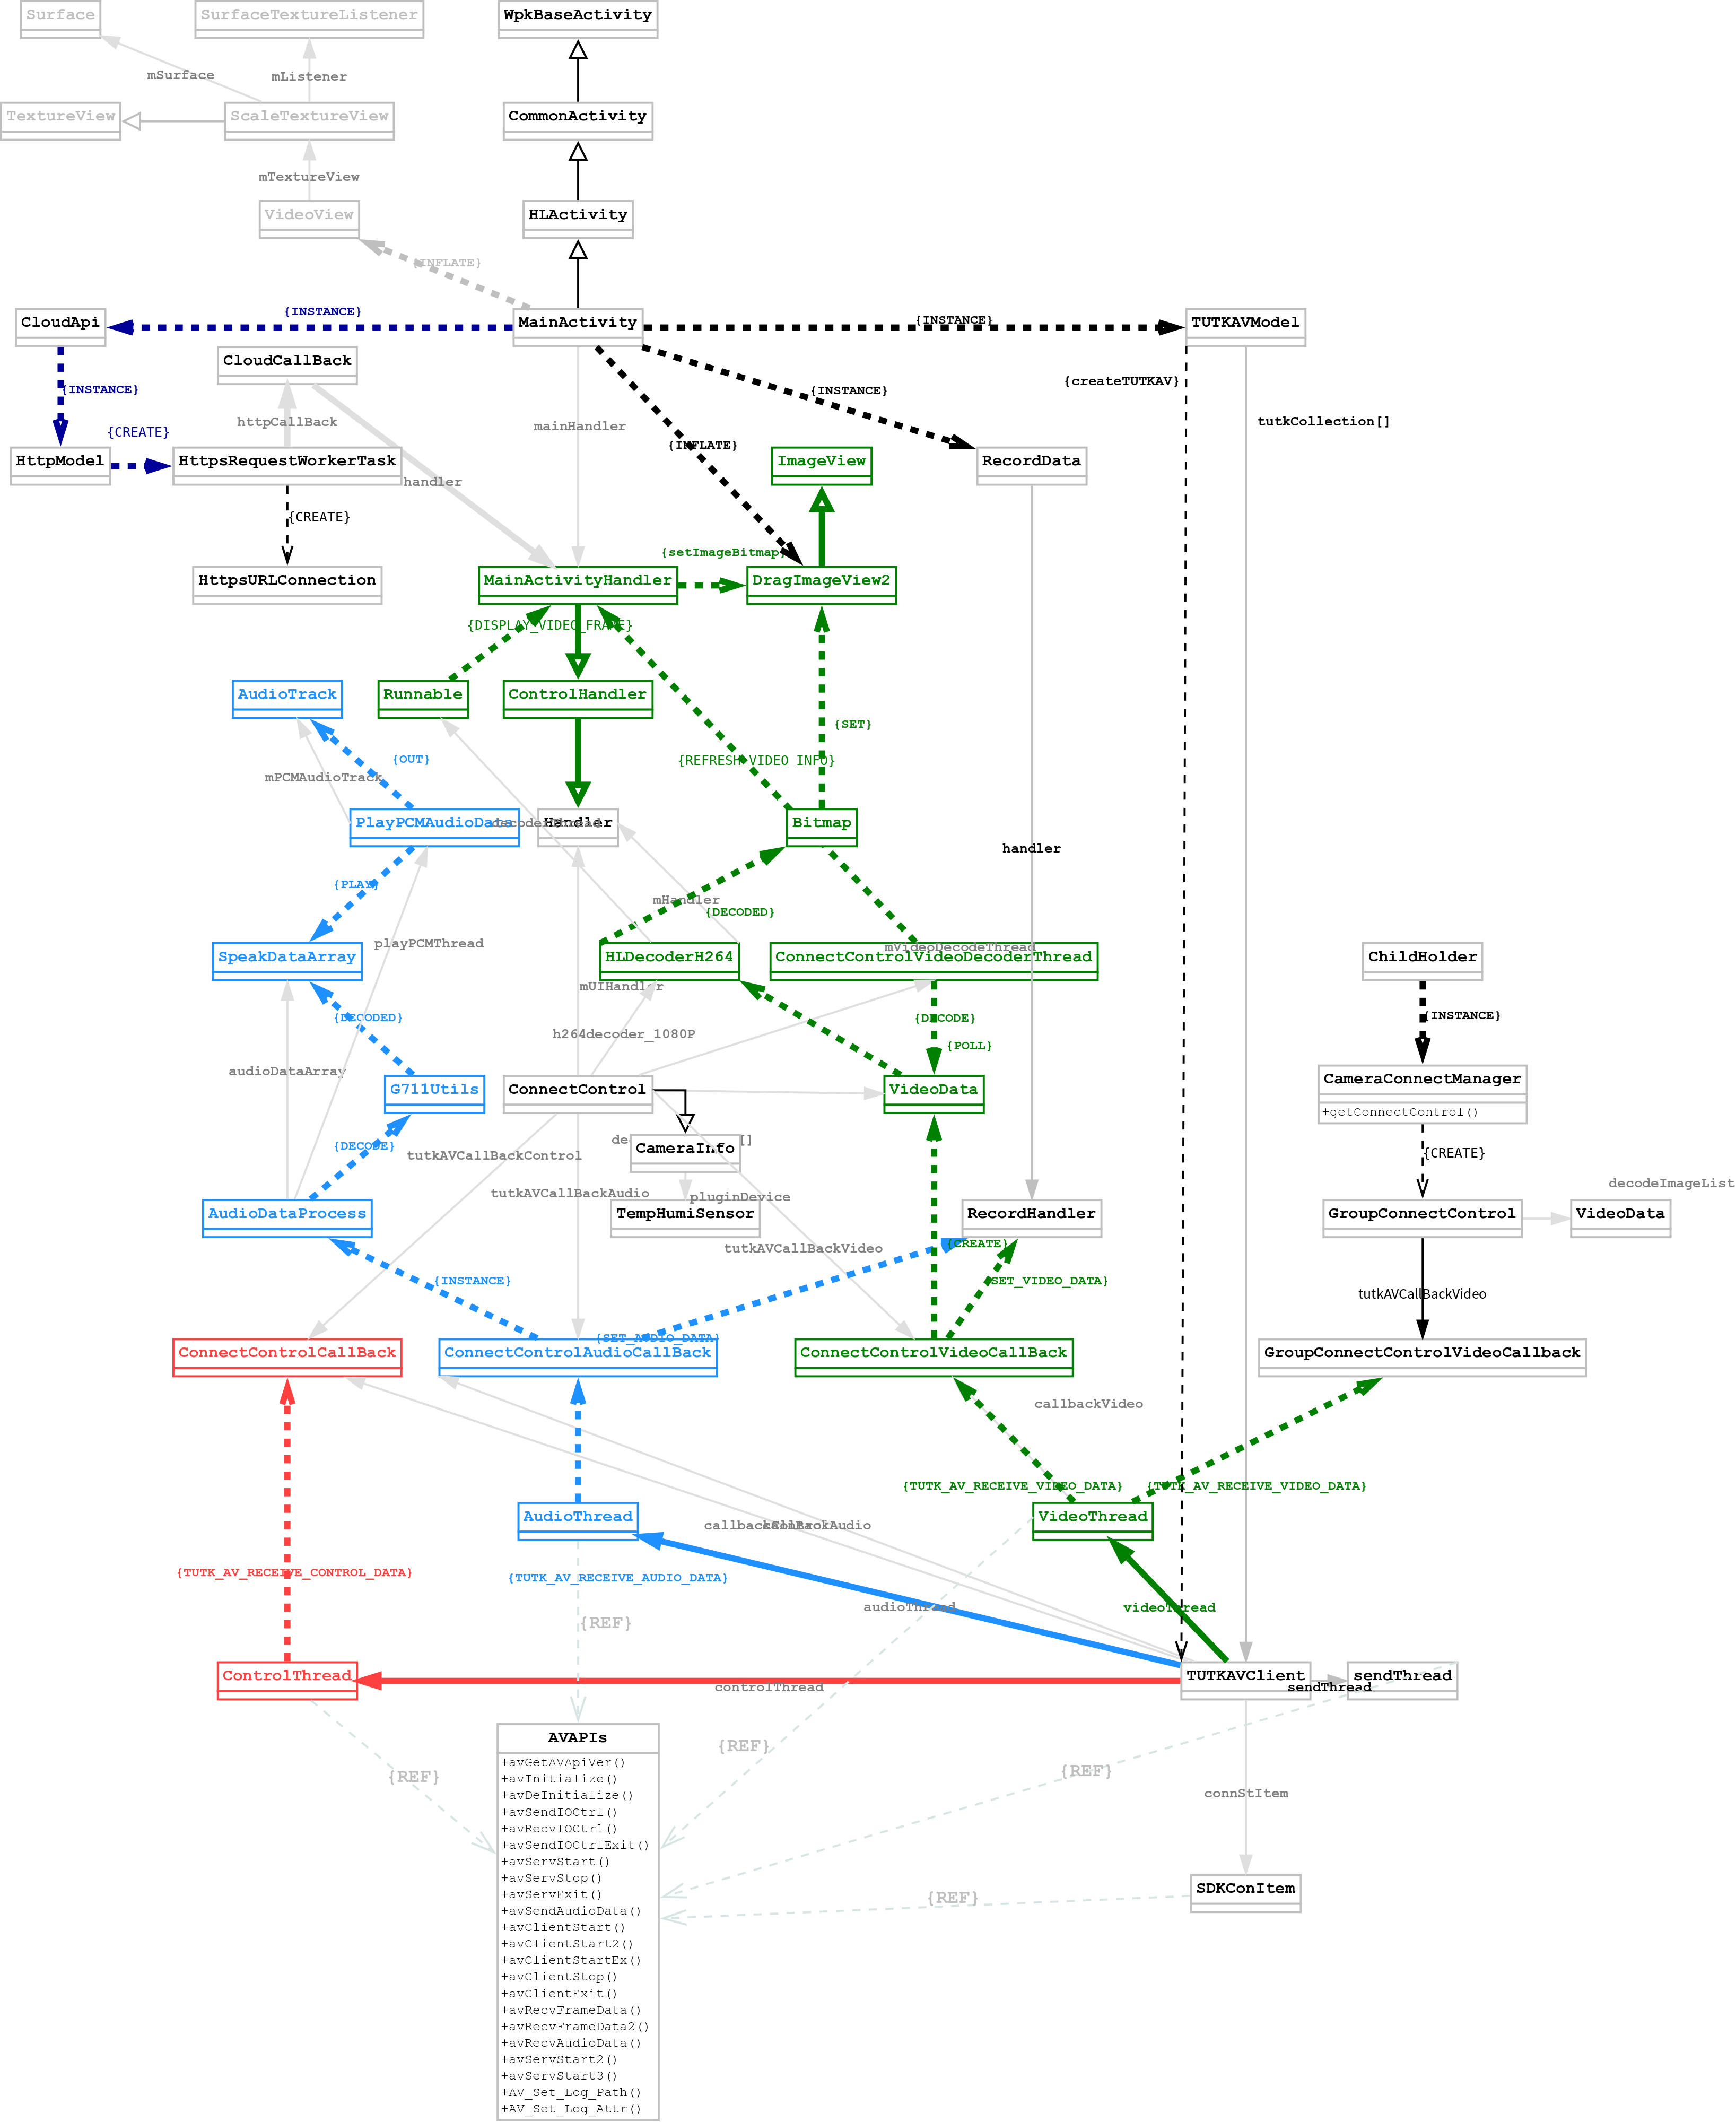 Surface
SurfaceTextureListener
WpkBaseActivity
mSurface
mListener
TextureView
ScaleTextureView
CommonActivity
mTextureView
VideoView
HLActivity
{INFLATE}
CloudApi
{INSTANCE}
MainActivity
{INSTANCE}
TUTKAVModel
CloudCallBack
{createTUTKAV}
{INSTANCE}
{INSTANCE}
httpCallBack
mainHandler
tutkCollection[]
{CREATE}
{INFLATE}
HttpModel
HttpsRequestWorkerTask
ImageView
RecordData
handler
{CREATE}
{setImageBitmap}
HttpsURLConnection
MainActivityHandler
DragImageView2
{DISPLAY_VIDEO_FRAME}
AudioTrack
Runnable
ControlHandler
{SET}
{OUT}
{REFRESH_VIDEO_INFO}
mPCMAudioTrack
PlayPCMAudioData
decoderThread
Handler
Bitmap
handler
{PLAY}
mHandler
{DECODED}
playPCMThread
mVideoDecodeThread
SpeakDataArray
HLDecoderH264
ConnectControlVideoDecoderThread
ChildHolder
mUIHandler
{DECODED}
{DECODE}
{INSTANCE}
h264decoder_1080P
{POLL}
audioDataArray
G711Utils
ConnectControl
VideoData
CameraConnectManager
+getConnectControl()
{DECODE}
[]
CameraInfo
tutkAVCallBackControl
{CREATE}
tutkAVCallBackAudio
pluginDevice
decodeImageList
AudioDataProcess
TempHumiSensor
RecordHandler
GroupConnectControl
VideoData
tutkAVCallBackVideo
{CREATE}
{INSTANCE}
{SET_VIDEO_DATA}
tutkAVCallBackVideo
{SET_AUDIO_DATA}
ConnectControlCallBack
ConnectControlAudioCallBack
ConnectControlVideoCallBack
GroupConnectControlVideoCallback
callbackVideo
{TUTK_AV_RECEIVE_VIDEO_DATA}
{TUTK_AV_RECEIVE_VIDEO_DATA}
AudioThread
VideoThread
callbackControl
callBackAudio
{TUTK_AV_RECEIVE_CONTROL_DATA}
{TUTK_AV_RECEIVE_AUDIO_DATA}
audioThread
videoThread
{REF}
ControlThread
controlThread
TUTKAVClient
sendThread
sendThread
AVAPIs
{REF}
{REF}
{REF}
connStItem
+avGetAVApiVer()
+avInitialize()
+avDeInitialize()
+avSendIOCtrl()
+avRecvIOCtrl()
+avSendIOCtrlExit()
+avServStart()
+avServStop()
+avServExit()
+avSendAudioData()
+avClientStart()
+avClientStart2()
+avClientStartEx()
+avClientStop()
+avClientExit()
+avRecvFrameData()
+avRecvFrameData2()
+avRecvAudioData()
+avServStart2()
+avServStart3()
+AV_Set_Log_Path()
+AV_Set_Log_Attr()
{REF}
SDKConItem